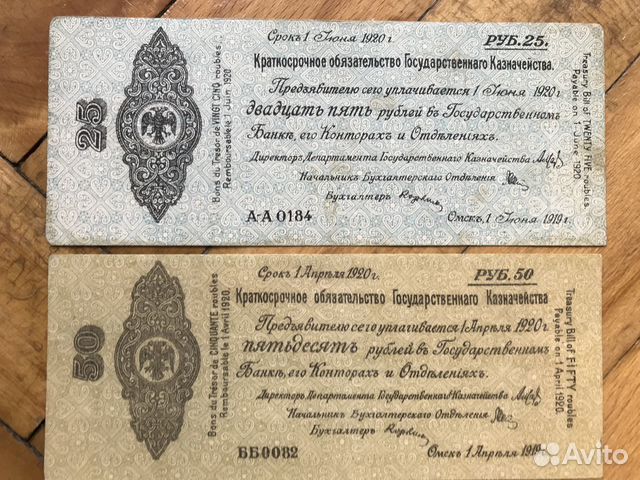 Срокъ 1 Июня 1920 г.
РУБ. 25.
Краткосрочное обязательство Государственнаго Казначейства.
Предъявителю сего уплачивается 1 Июня 1920 г.
двадцать пять рублей въ Государственномъ
Банкѣ, его Конторахъ и Отдѣленіяхъ.
Директоръ Департамента Государственнаго Казначейства
Начальникъ Бухгалтерскаго Отдѣленія
Бухгалтеръ
А-А 0184
Омскъ, 1 Июня 1919 г.
25
Bons du Trésor de VINGT CINQ roubles
Remboursable le 1 Juin 1920
Treasury Bill of TWENTY FIVE roubles
Payable on 1 June 1920
Срокъ 1 Апрѣля 1920 г.
РУБ. 50
Краткосрочное обязательство Государственнаго Казначейства
Предъявителю сего уплачивается 1 Апрѣля 1920 г.
пятьдесятъ рублей въ Государственномъ
Банкѣ, его Конторахъ и Отдѣленіяхъ.
Директоръ Департамента Государственнаго Казначейства
Начальникъ Бухгалтерскаго Отдѣленія
Бухгалтеръ
ББ0082
Омскъ 1 Апрѣля 1919 г.
50
Bons du Trésor de CINQUANTE roubles
Remboursable le 1 Avril 1920.
Treasury Bill of FIFTY roubles
Payable on 1 April 1920.
Avito